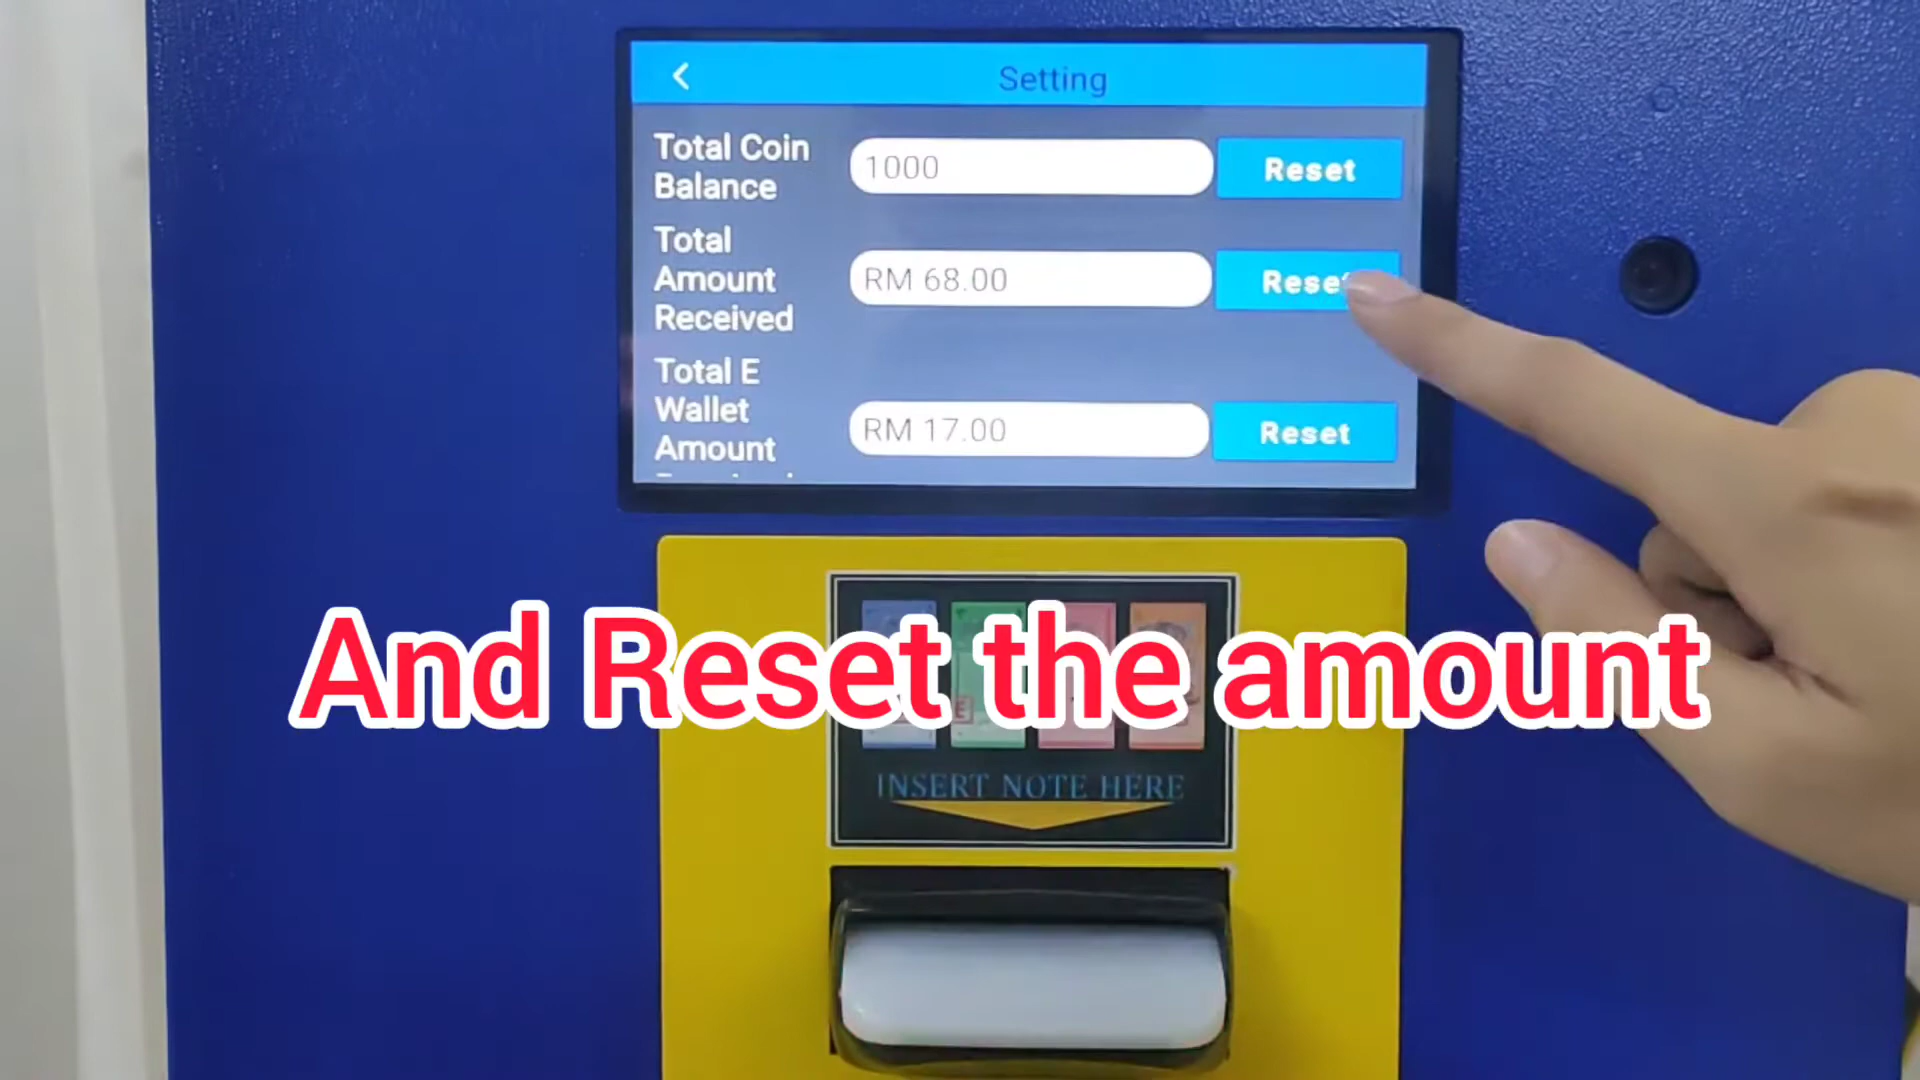 Setting
Total Coin
Balance
1000
Reset
Total
Amount
Received
RM 68.00
Reset
Total E
Wallet
Amount
RM 17.00
Reset
And Reset the amount
INSERT NOTE HERE